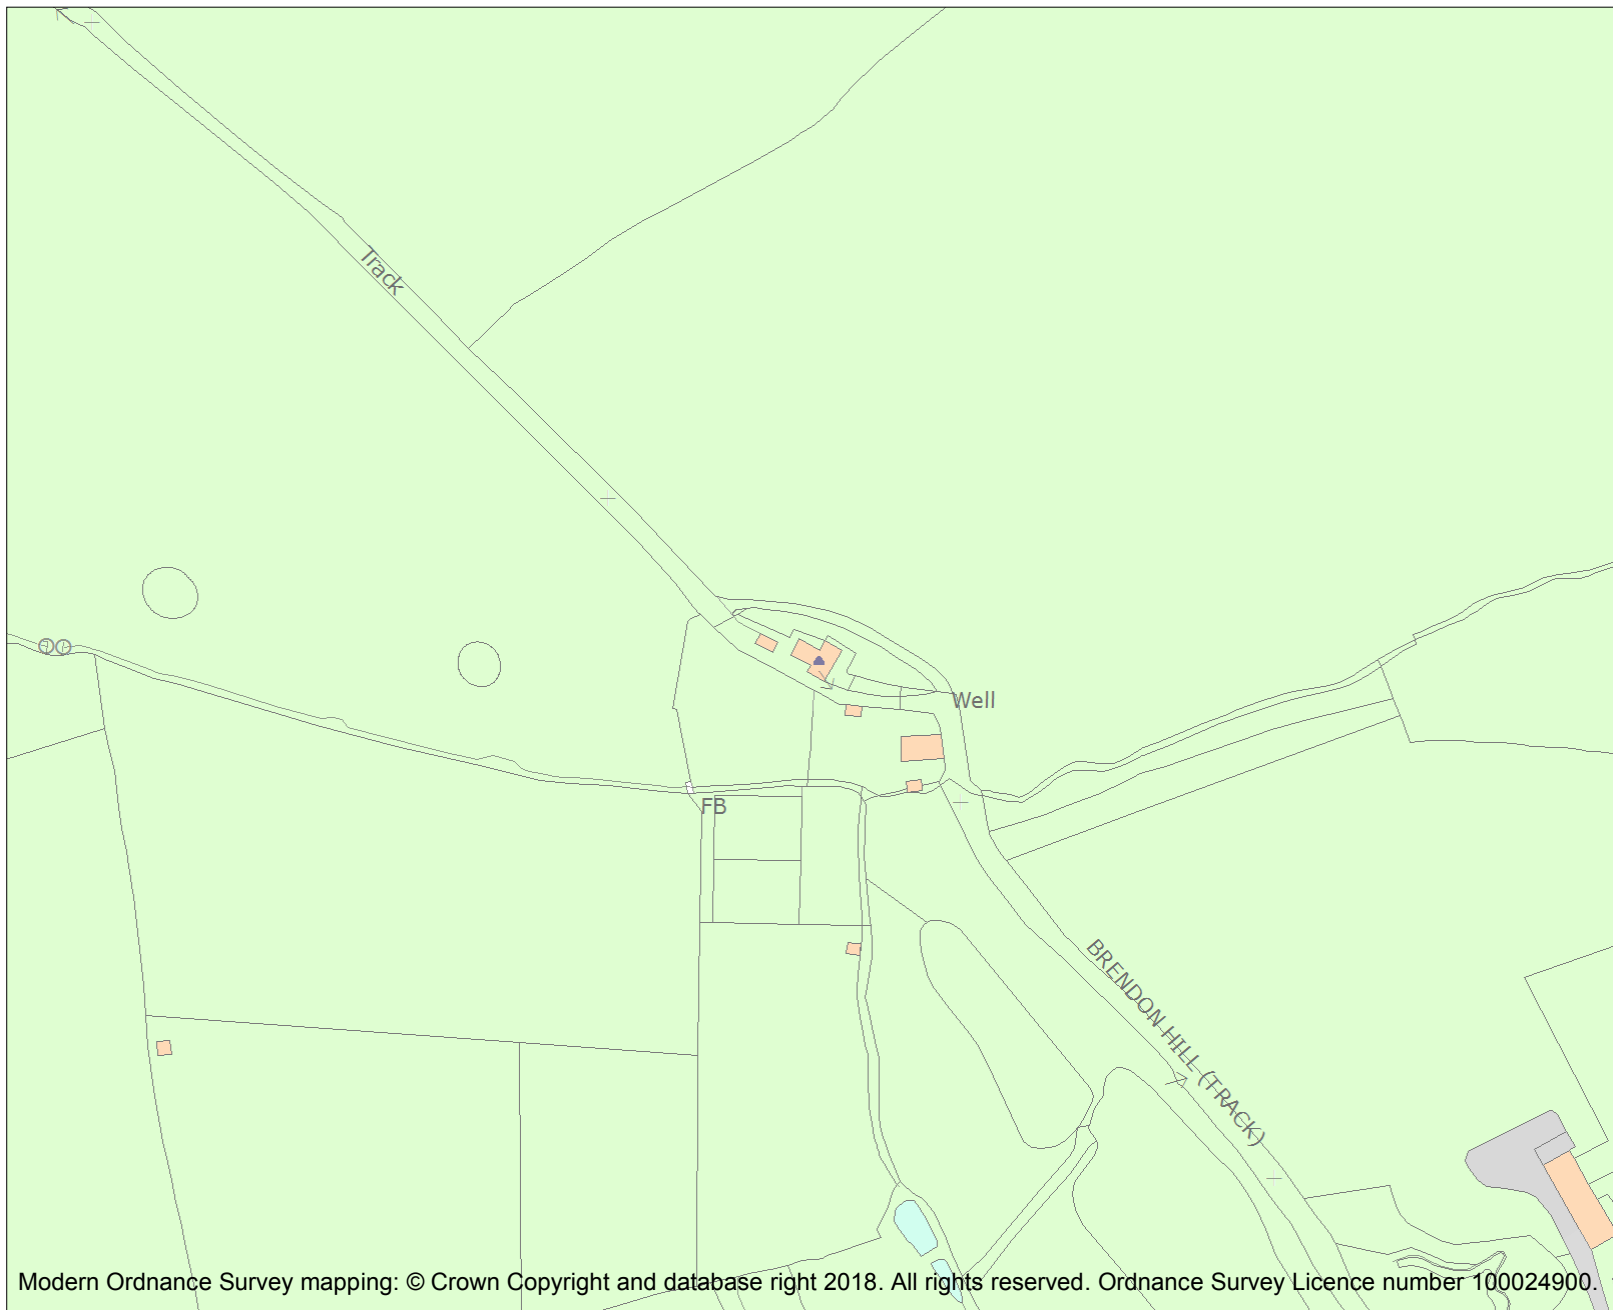 Track
Well
FB
BRENDON HILL (TRACK)
Modern Ordnance Survey mapping: © Crown Copyright and database right 2018. All rights reserved. Ordnance Survey Licence number 100024900.